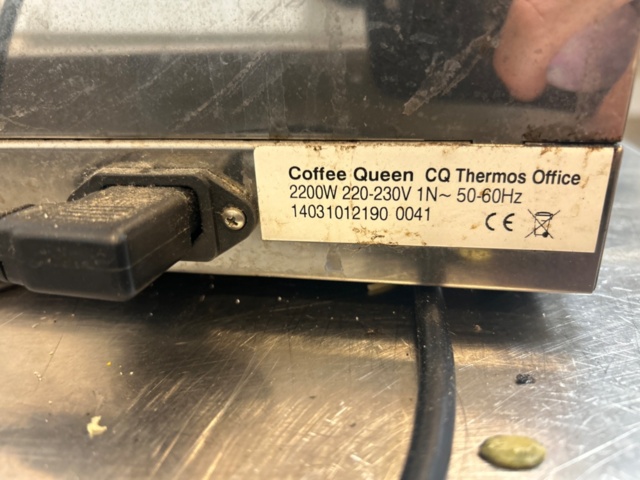 Coffee Queen CQ Thermos Office
2200W 220-230V 1N~ 50-60Hz
14031012190 0041
CE